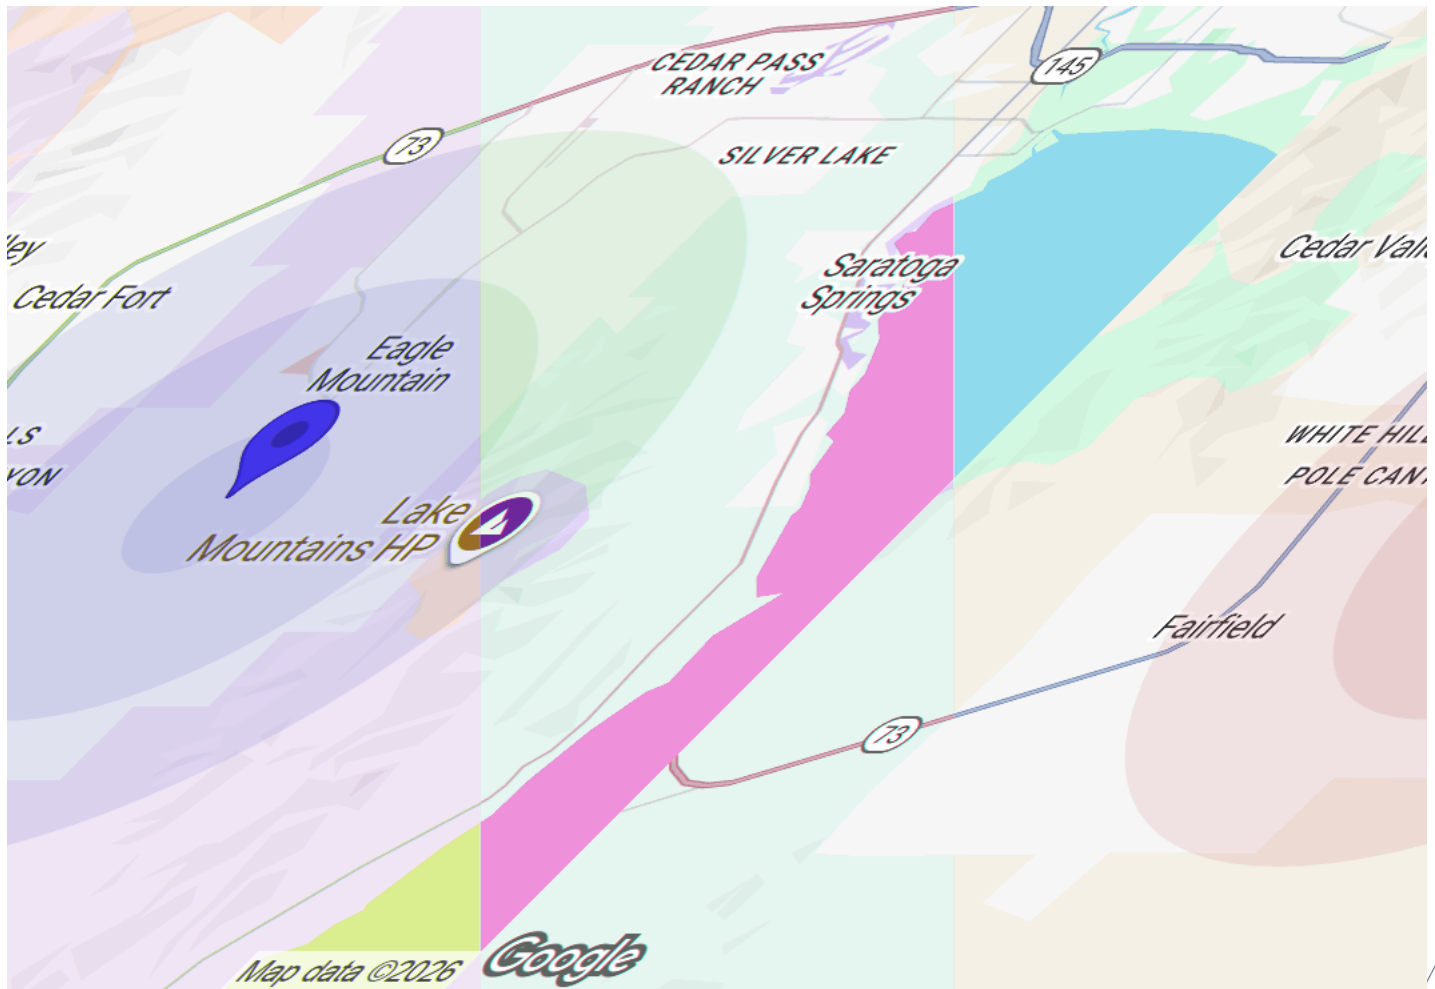 CEDAR PASS
RANCH
145
73
SILVER LAKE
Cedar Fort
Saratoga
Springs
Eagle
Mountain
Lake
Mountains HP
Fairfield
73
Map data ©2026
Google